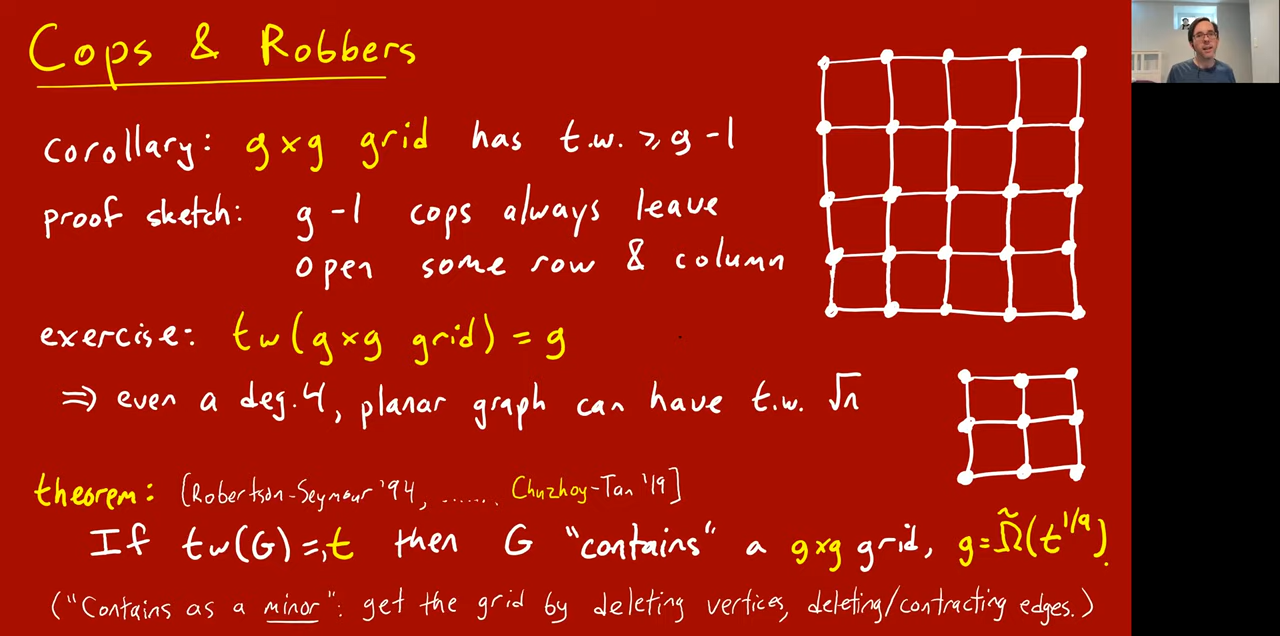 Cops & Robbers
corollary: g×g grid has t.w. ≥ g-1
proof sketch: g-1 cops always leave
open some row & column
exercise: tw(g×g grid) = g
⇒ even a deg. 4, planar graph can have t.w. √n
theorem: [Robertson-Seymour '94, ....... Chuzhoy-Tan '19]
If tw(G) = t then G "contains" a g×g grid, g = Ω̃(t^1/9).
("Contains as a minor": get the grid by deleting vertices, deleting/contracting edges.)